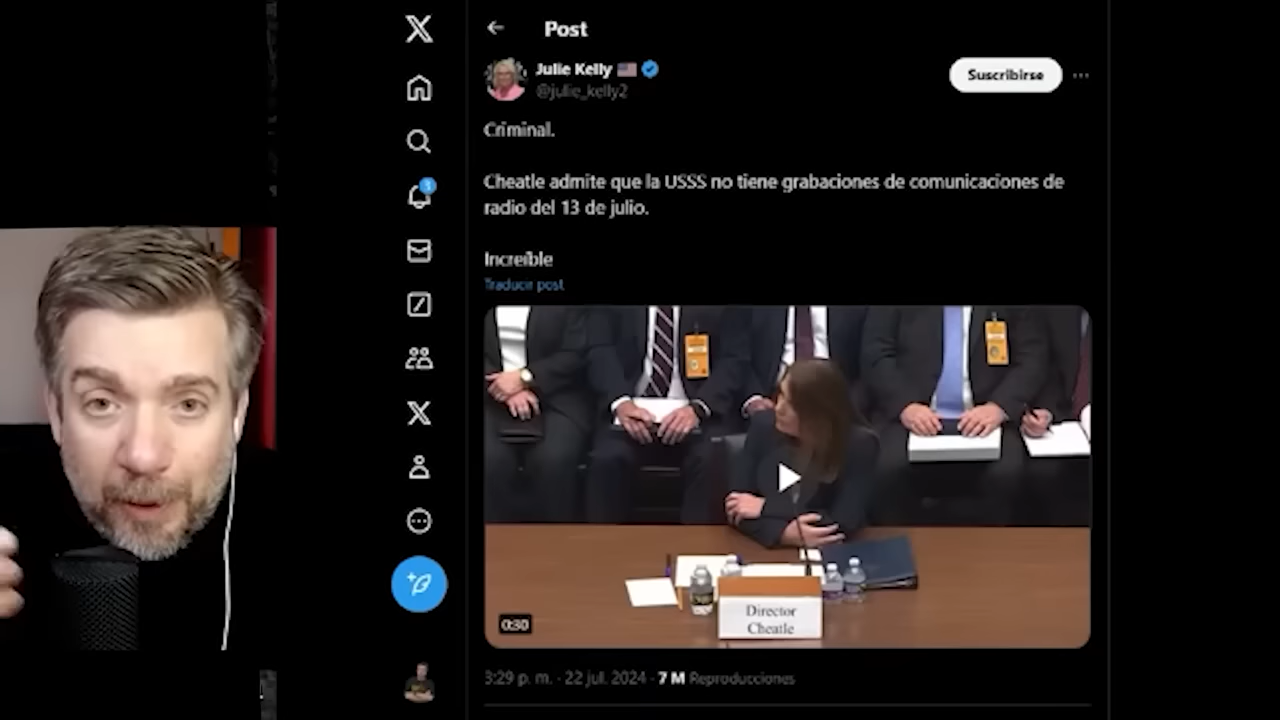 Post
Julie Kelly
@julie_kelly2
Suscribirse
Criminal.
Cheatle admite que la USSS no tiene grabaciones de comunicaciones de
radio del 13 de julio.
Increíble
Traducir post
Director
Cheatle
0:30
3:29 p. m. · 22 jul. 2024 · 7 M Reproducciones